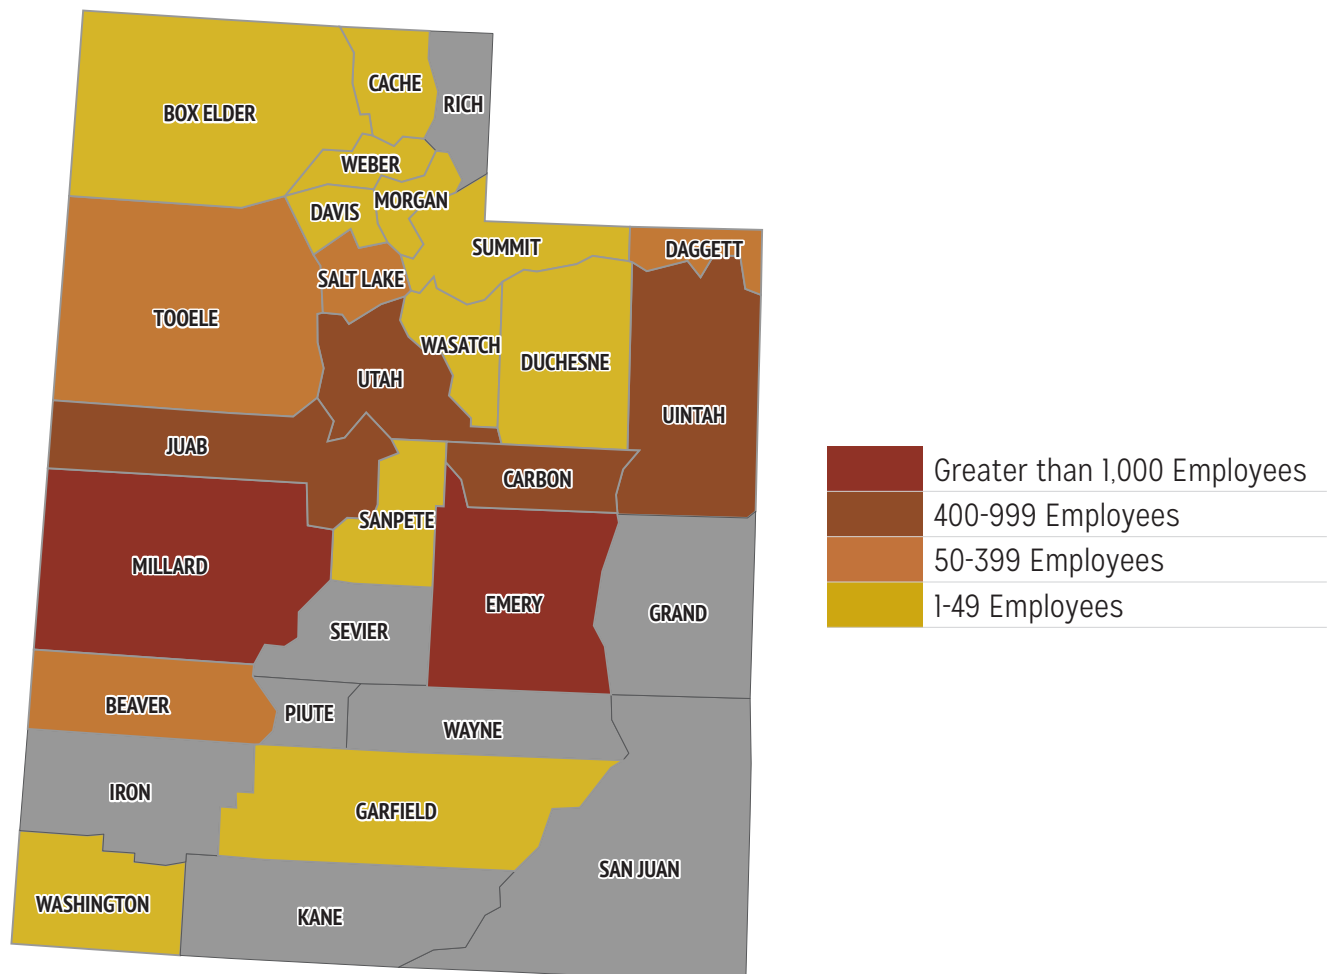 CACHE
RICH
BOX ELDER
WEBER
MORGAN
DAVIS
SUMMIT
DAGGETT
SALT LAKE
TOOELE
WASATCH
DUCHESNE
UTAH
UINTAH
JUAB
CARBON
SANPETE
MILLARD
EMERY
GRAND
SEVIER
BEAVER
PIUTE
WAYNE
IRON
GARFIELD
SAN JUAN
WASHINGTON
KANE
Greater than 1,000 Employees
400-999 Employees
50-399 Employees
1-49 Employees